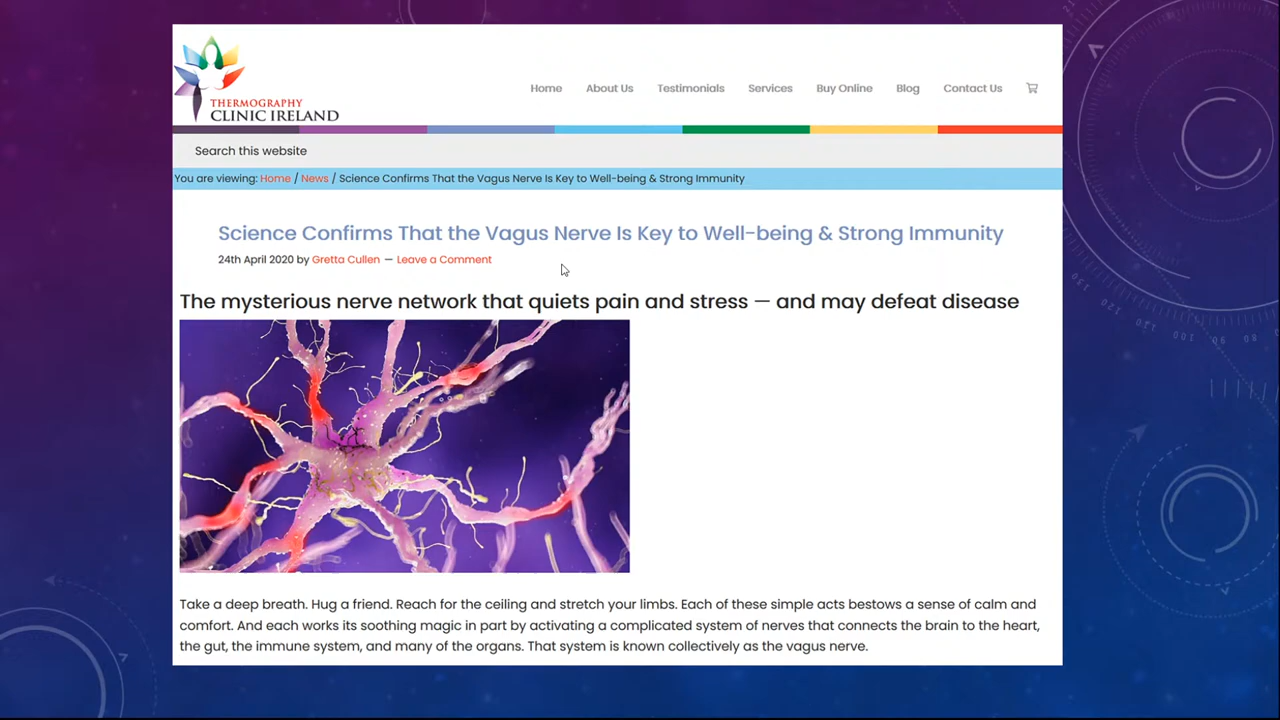 THERMOGRAPHY
CLINIC IRELAND
Home About Us Testimonials Services Buy Online Blog Contact Us
Search this website
You are viewing: Home / News / Science Confirms That the Vagus Nerve Is Key to Well-being & Strong Immunity
Science Confirms That the Vagus Nerve Is Key to Well-being & Strong Immunity
24th April 2020 by Gretta Cullen — Leave a Comment
The mysterious nerve network that quiets pain and stress — and may defeat disease
Take a deep breath. Hug a friend. Reach for the ceiling and stretch your limbs. Each of these simple acts bestows a sense of calm and
comfort. And each works its soothing magic in part by activating a complicated system of nerves that connects the brain to the heart,
the gut, the immune system, and many of the organs. That system is known collectively as the vagus nerve.